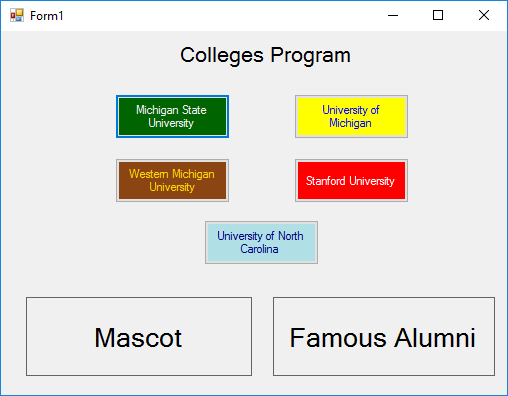 Form1
Colleges Program
Michigan State
University
University of
Michigan
Western Michigan
University
Stanford University
University of North
Carolina
Mascot
Famous Alumni